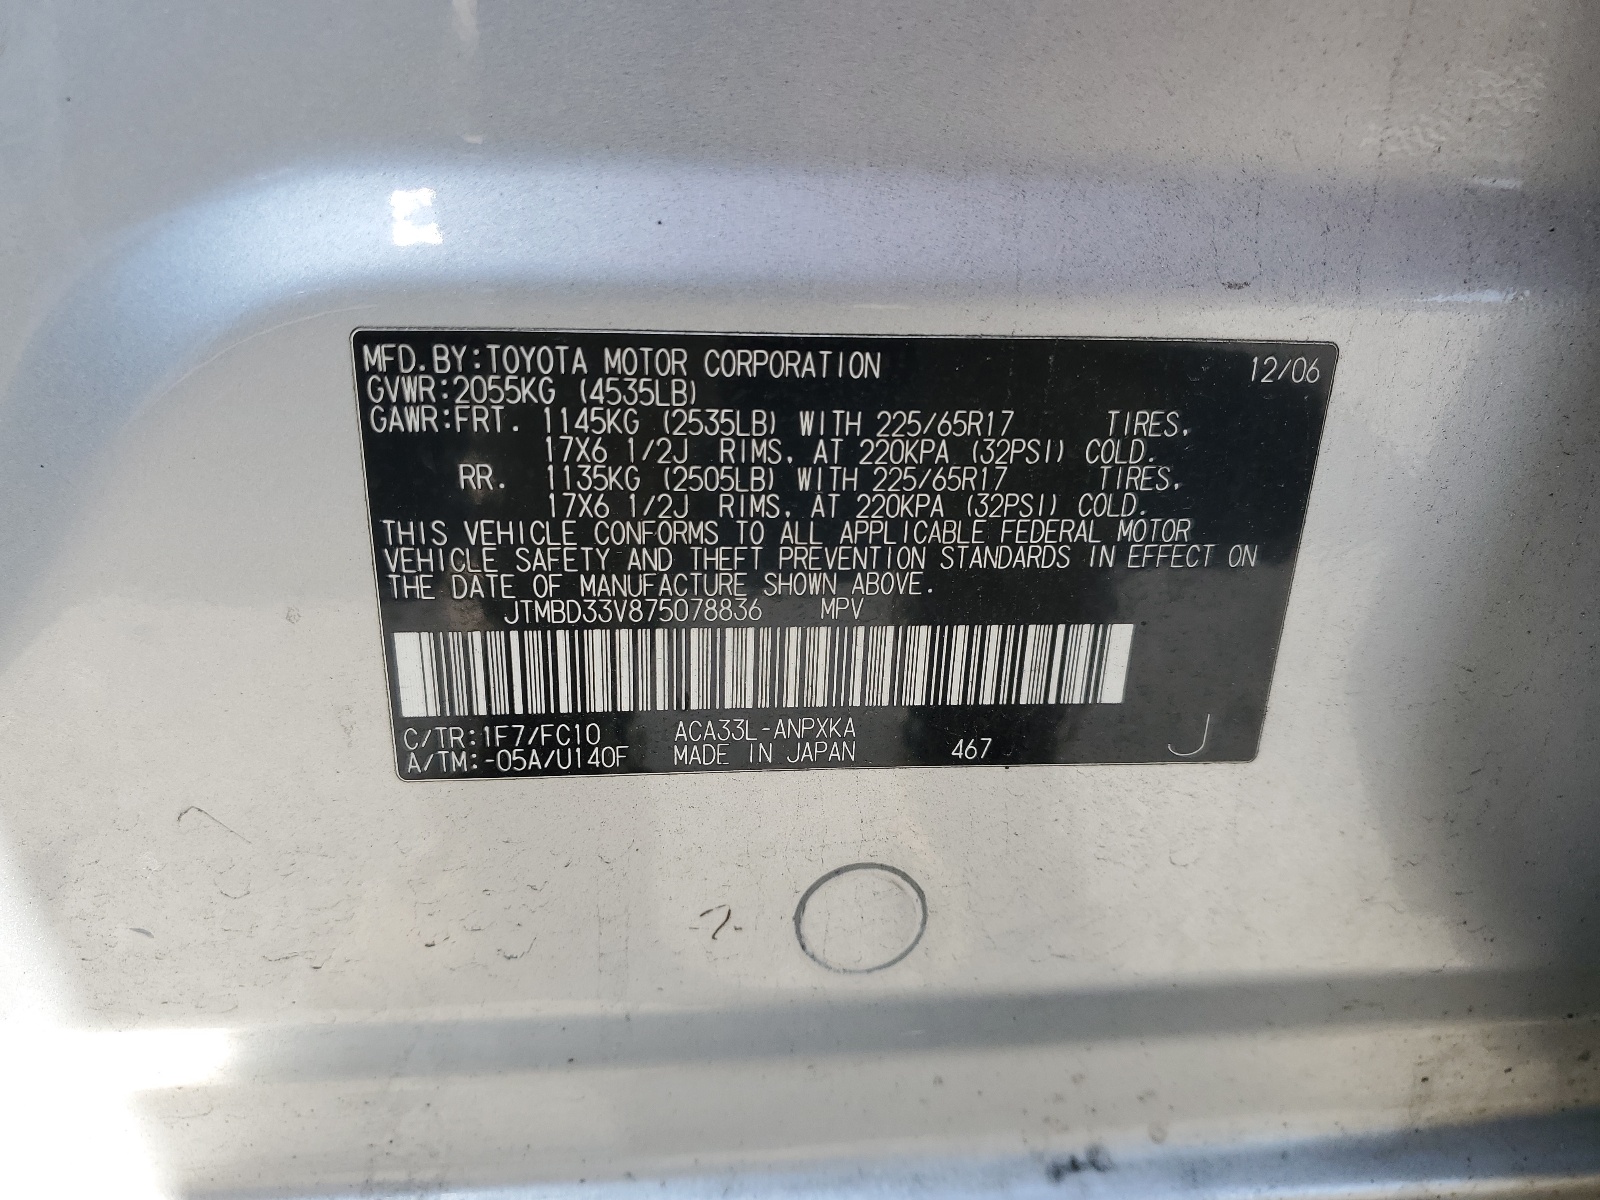 MFD. BY: TOYOTA MOTOR CORPORATION 12/06
GVWR: 2055KG (4535LB)
GAWR: FRT. 1145KG (2535LB) WITH 225/65R17 TIRES,
17X6 1/2J RIMS, AT 220KPA (32PSI) COLD.
RR. 1135KG (2505LB) WITH 225/65R17 TIRES,
17X6 1/2J RIMS, AT 220KPA (32PSI) COLD.
THIS VEHICLE CONFORMS TO ALL APPLICABLE FEDERAL MOTOR
VEHICLE SAFETY AND THEFT PREVENTION STANDARDS IN EFFECT ON
THE DATE OF MANUFACTURE SHOWN ABOVE.
JTMBD33V875078836 MPV
C/TR: 1F7/FC10 ACA33L-ANPXKA
A/TM: -05A/U140F MADE IN JAPAN 467 J